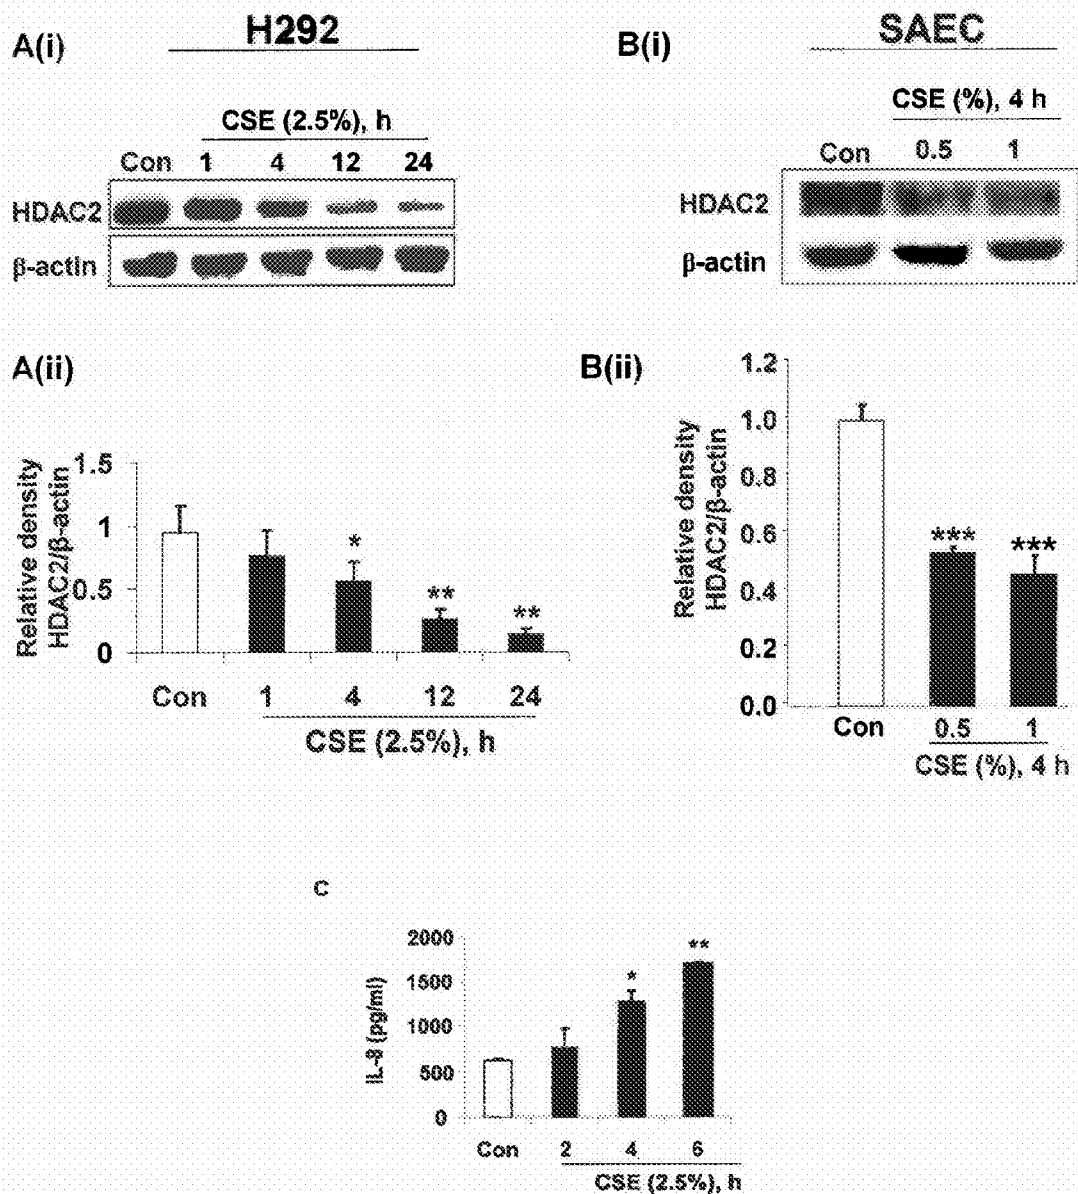 A(i)
H292
CSE (2.5%), h
Con 1 4 12 24
HDAC2
β-actin
B(i)
SAEC
CSE (%), 4 h
Con 0.5 1
HDAC2
β-actin
A(ii)
Relative density
HDAC2/β-actin
1.5
1
0.5
0
*
**
**
Con 1 4 12 24
CSE (2.5%), h
B(ii)
Relative density
HDAC2/β-actin
1.2
1.0
0.8
0.6
0.4
0.2
0.0
***
***
Con 0.5 1
CSE (%), 4 h
C
IL-8 (pg/ml)
2000
1500
1000
500
0
*
**
Con 2 4 6
CSE (2.5%), h